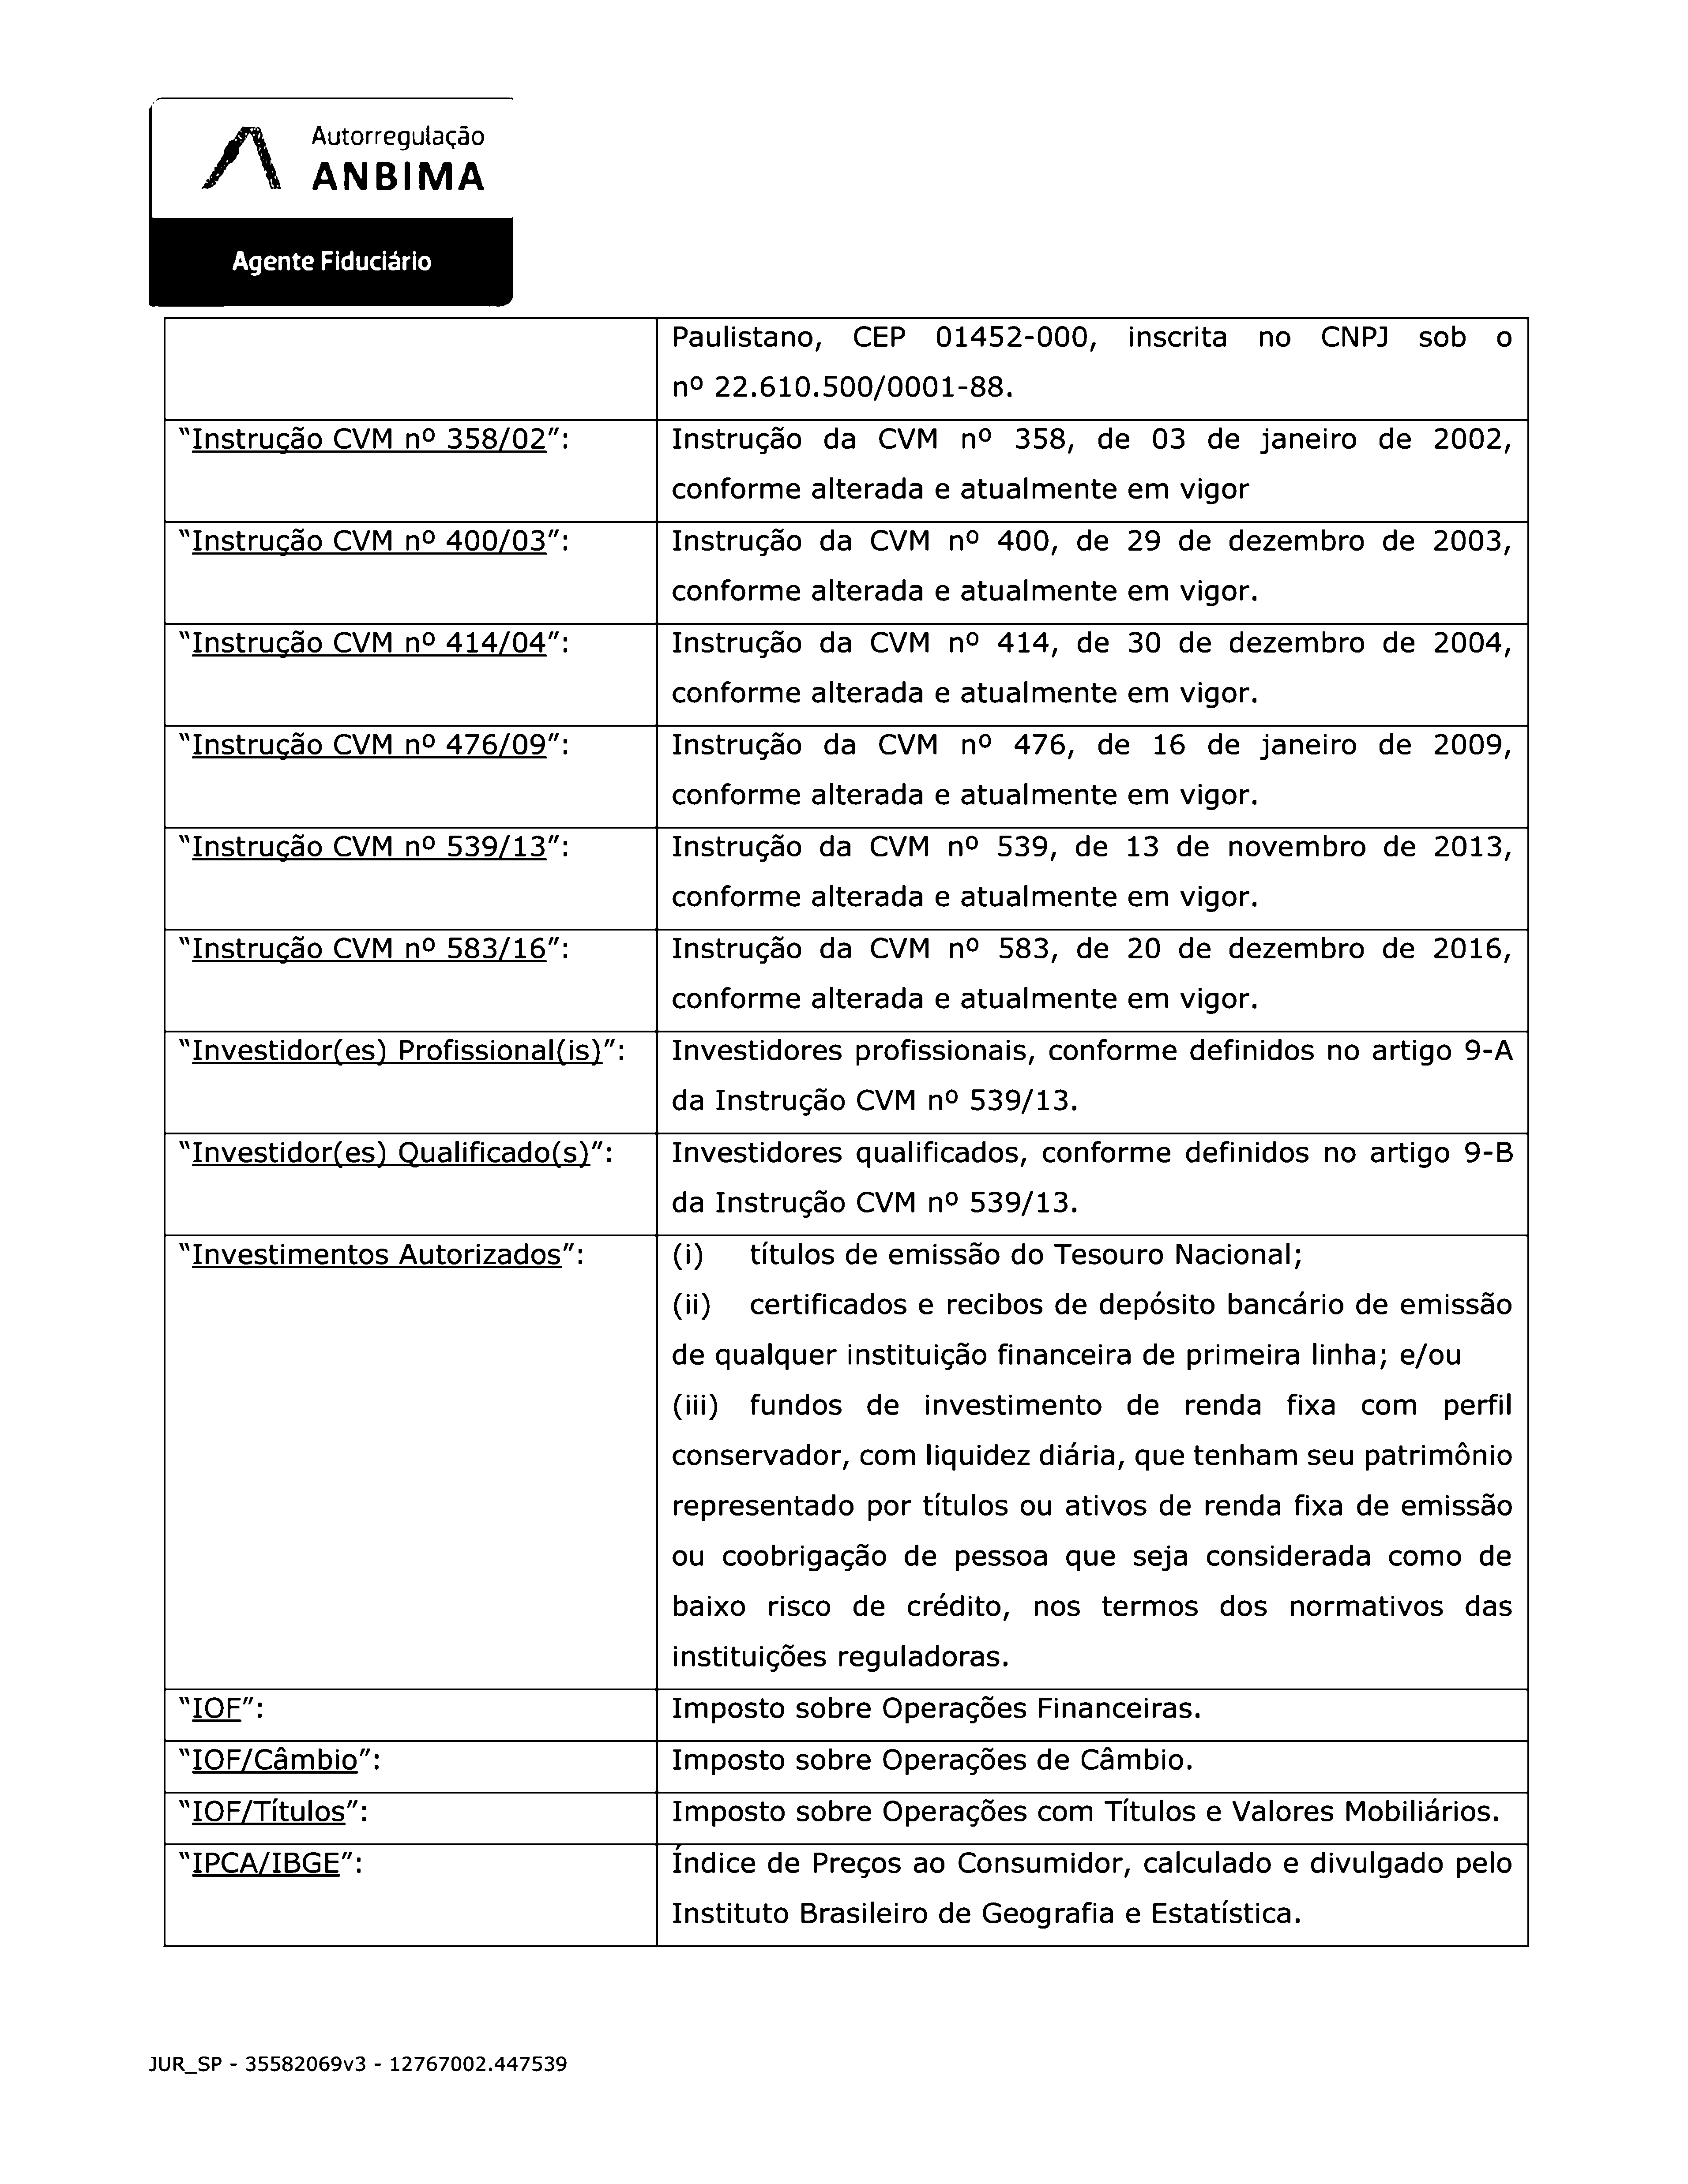 Autorregulação
ANBIMA
Agente Fiduciário
Paulistano, CEP 01452-000, inscrita no CNPJ sob o
nº 22.610.500/0001-88.
“Instrução CVM nº 358/02”:
Instrução da CVM nº 358, de 03 de janeiro de 2002,
conforme alterada e atualmente em vigor
“Instrução CVM nº 400/03”:
Instrução da CVM nº 400, de 29 de dezembro de 2003,
conforme alterada e atualmente em vigor.
“Instrução CVM nº 414/04”:
Instrução da CVM nº 414, de 30 de dezembro de 2004,
conforme alterada e atualmente em vigor.
“Instrução CVM nº 476/09”:
Instrução da CVM nº 476, de 16 de janeiro de 2009,
conforme alterada e atualmente em vigor.
“Instrução CVM nº 539/13”:
Instrução da CVM nº 539, de 13 de novembro de 2013,
conforme alterada e atualmente em vigor.
“Instrução CVM nº 583/16”:
Instrução da CVM nº 583, de 20 de dezembro de 2016,
conforme alterada e atualmente em vigor.
“Investidor(es) Profissional(is)”:
Investidores profissionais, conforme definidos no artigo 9-A
da Instrução CVM nº 539/13.
“Investidor(es) Qualificado(s)”:
Investidores qualificados, conforme definidos no artigo 9-B
da Instrução CVM nº 539/13.
“Investimentos Autorizados”:
(i) títulos de emissão do Tesouro Nacional;
(ii) certificados e recibos de depósito bancário de emissão
de qualquer instituição financeira de primeira linha; e/ou
(iii) fundos de investimento de renda fixa com perfil
conservador, com liquidez diária, que tenham seu patrimônio
representado por títulos ou ativos de renda fixa de emissão
ou coobrigação de pessoa que seja considerada como de
baixo risco de crédito, nos termos dos normativos das
instituições reguladoras.
“IOF”:
Imposto sobre Operações Financeiras.
“IOF/Câmbio”:
Imposto sobre Operações de Câmbio.
“IOF/Títulos”:
Imposto sobre Operações com Títulos e Valores Mobiliários.
“IPCA/IBGE”:
Índice de Preços ao Consumidor, calculado e divulgado pelo
Instituto Brasileiro de Geografia e Estatística.
JUR_SP - 35582069v3 - 12767002.447539